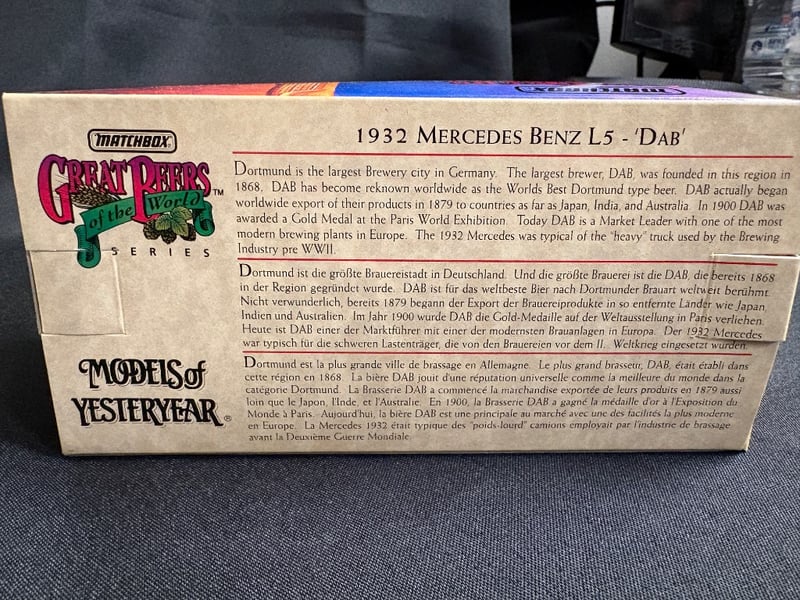 MATCHBOX
MATCHBOX
GREAT BEERS™
of the World
SERIES
MODELS of
YESTERYEAR®
1932 MERCEDES BENZ L5 - 'DAB'
Dortmund is the largest Brewery city in Germany. The largest brewer, DAB, was founded in this region in
1868. DAB has become reknown worldwide as the Worlds Best Dortmund type beer. DAB actually began
worldwide export of their products in 1879 to countries as far as Japan, India, and Australia. In 1900 DAB was
awarded a Gold Medal at the Paris World Exhibition. Today DAB is a Market Leader with one of the most
modern brewing plants in Europe. The 1932 Mercedes was typical of the "heavy" truck used by the Brewing
Industry pre WWII.
Dortmund ist die größte Brauereistadt in Deutschland. Und die größte Brauerei ist die DAB, die bereits 1868
in der Region gegründet wurde. DAB ist für das weltbeste Bier nach Dortmunder Brauart weltweit berühmt.
Nicht verwunderlich, bereits 1879 begann der Export der Brauereiprodukte in so entfernte Länder wie Japan,
Indien und Australien. Im Jahr 1900 wurde DAB die Gold-Medaille auf der Weltausstellung in Paris verliehen.
Heute ist DAB einer der Marktführer mit einer der modernsten Brauanlagen in Europa. Der 1932 Mercedes
war typisch für die schweren Lastenträger, die von den Brauereien vor dem II. Weltkrieg eingesetzt wurden.
Dortmund est la plus grande ville de brassage en Allemagne. Le plus grand brasseur, DAB, était établi dans
cette région en 1868. La bière DAB jouit d'une réputation universelle comme la meilleure du monde dans la
catégorie Dortmund. La Brasserie DAB a commencé la marchandise exportée de leurs produits en 1879 aussi
loin que le Japon, l'Inde, et l'Australie. En 1900, la Brasserie DAB a gagné la médaille d'or à l'Exposition du
Monde à Paris. Aujourd'hui, la bière DAB est une principale au marché avec une des facilités la plus moderne
en Europe. La Mercedes 1932 était typique des "poids-lourd" camions employait par l'industrie de brassage
avant la Deuxième Guerre Mondiale.